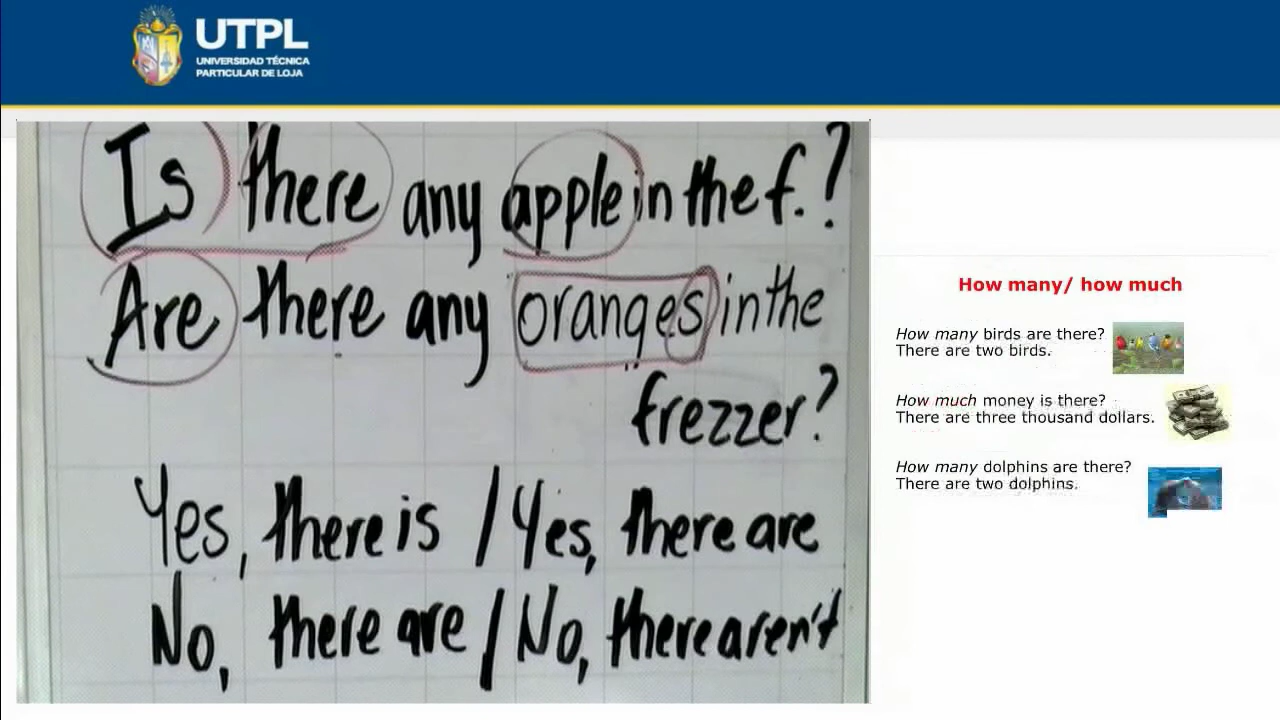 UTPL
UNIVERSIDAD TÉCNICA
PARTICULAR DE LOJA
Is there any apple in the f.?
Are there any oranges in the
frezzer?
Yes, there is / Yes, there are
No, there are / No, there aren't
How many/ how much
How many birds are there?
There are two birds.
How much money is there?
There are three thousand dollars.
How many dolphins are there?
There are two dolphins.